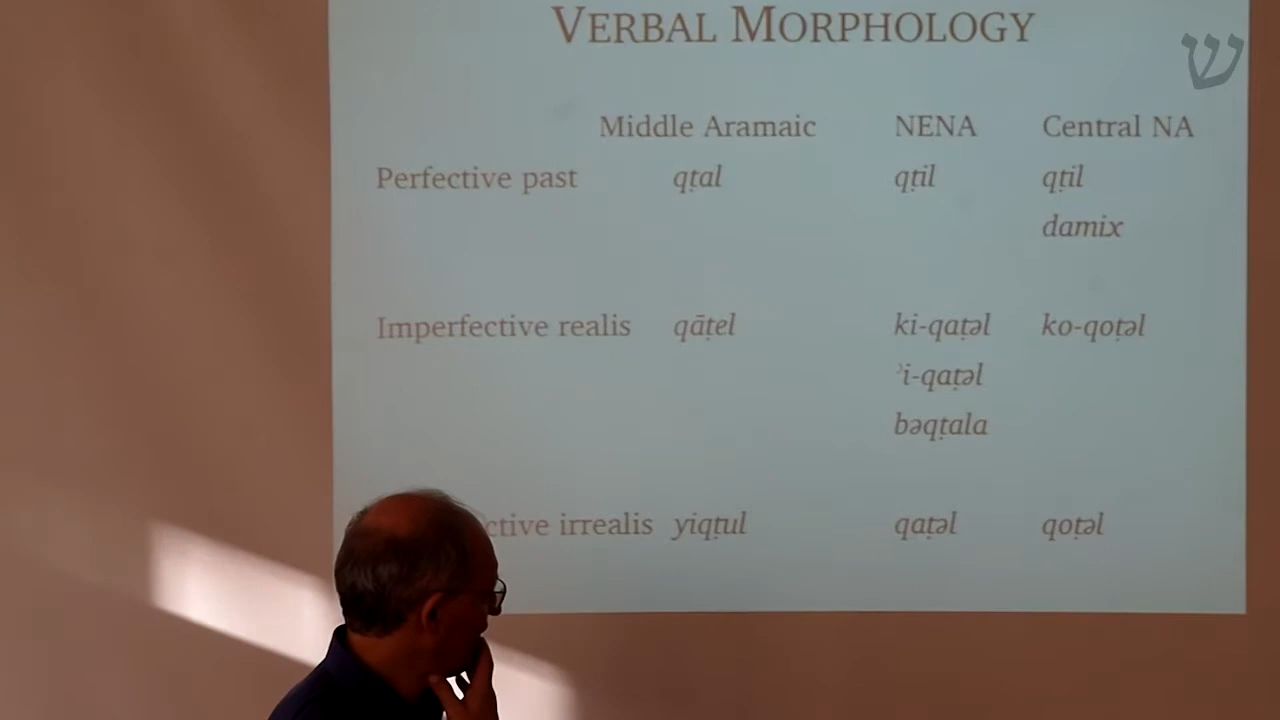 VERBAL MORPHOLOGY
ש
Middle Aramaic NENA Central NA
Perfective past qṭal qṭil qṭil
damix
Imperfective realis qāṭel ki-qaṭəl ko-qoṭəl
ʾi-qaṭəl
bəqṭala
irrealis yiqṭul qaṭəl qoṭəl